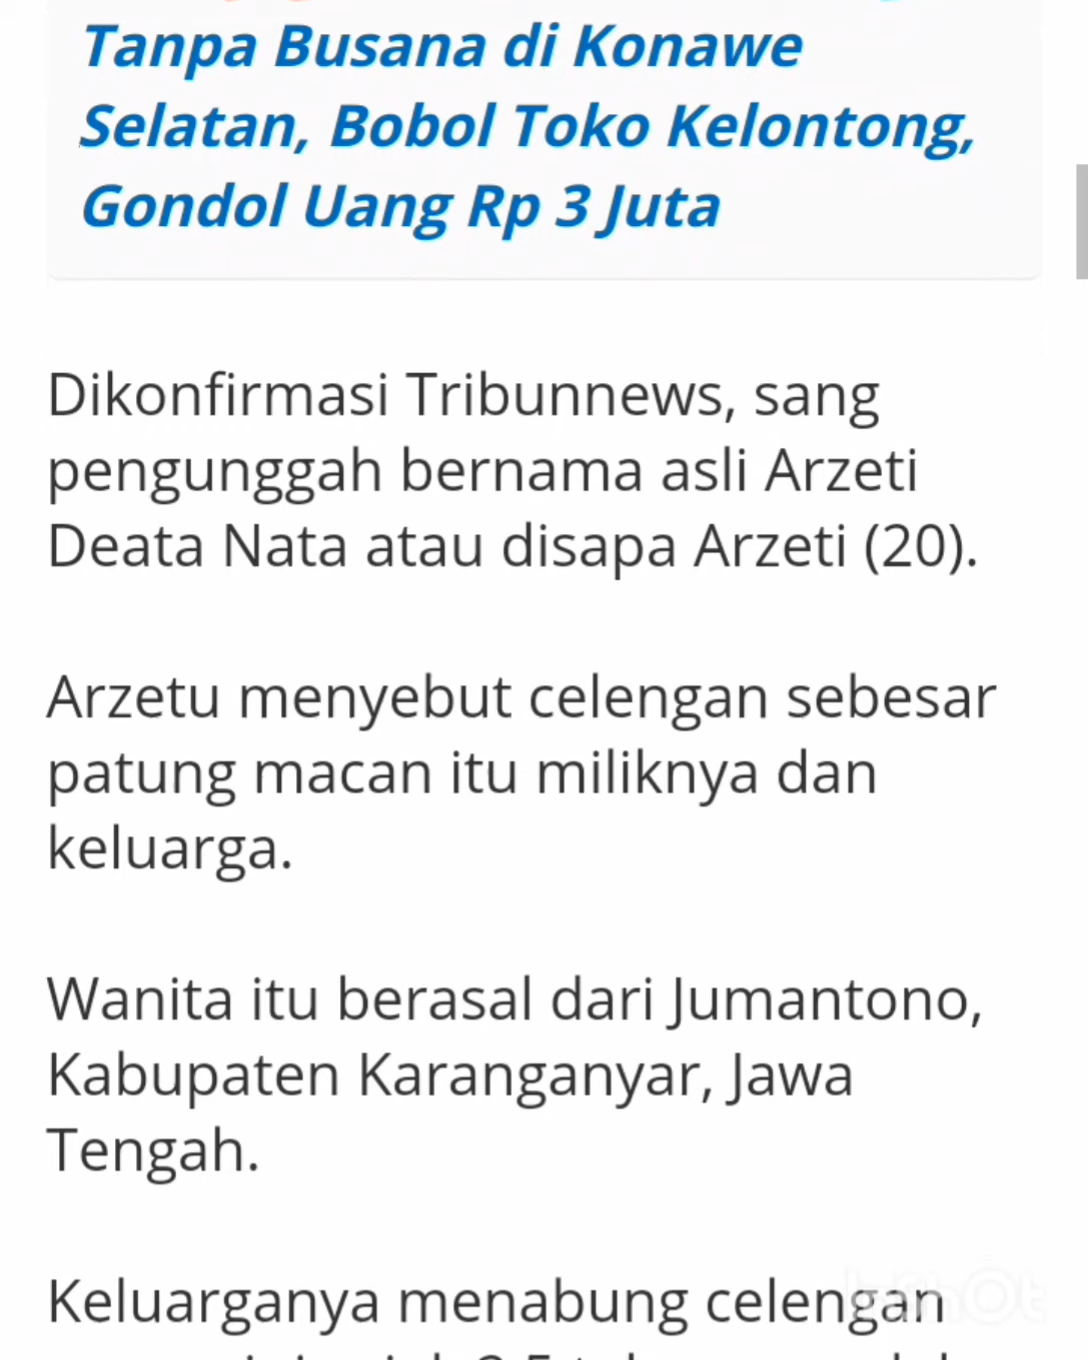 Tanpa Busana di Konawe
Selatan, Bobol Toko Kelontong,
Gondol Uang Rp 3 Juta
Dikonfirmasi Tribunnews, sang
pengunggah bernama asli Arzeti
Deata Nata atau disapa Arzeti (20).
Arzetu menyebut celengan sebesar
patung macan itu miliknya dan
keluarga.
Wanita itu berasal dari Jumantono,
Kabupaten Karanganyar, Jawa
Tengah.
Keluarganya menabung celengan